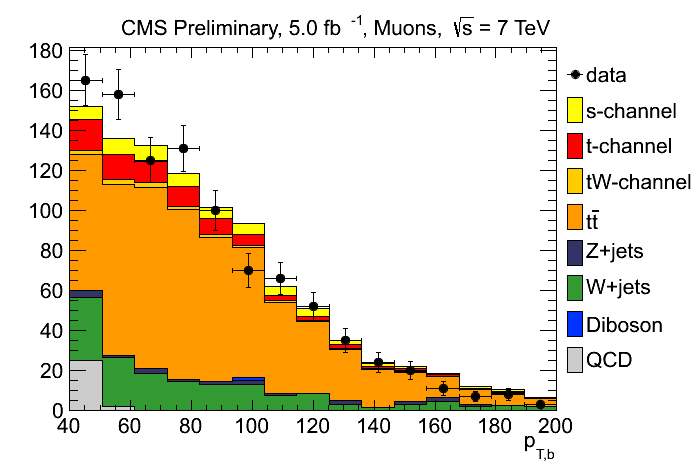 CMS Preliminary, 5.0 fb⁻¹, Muons, √s = 7 TeV
180
160
140
120
100
80
60
40
20
0
40 60 80 100 120 140 160 180 200
p_T,b
data
s-channel
t-channel
tW-channel
tt̄
Z+jets
W+jets
Diboson
QCD